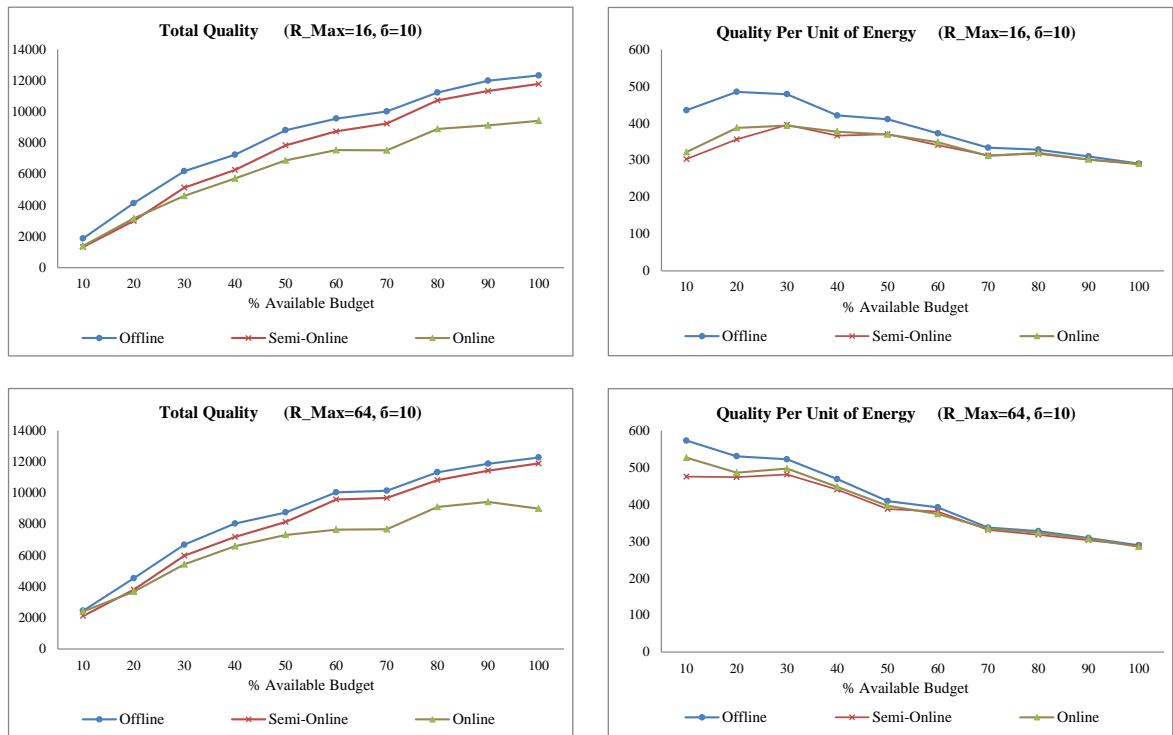 Total Quality (R_Max=16, б=10)
14000
12000
10000
8000
6000
4000
2000
0
10 20 30 40 50 60 70 80 90 100
% Available Budget
Offline Semi-Online Online
Quality Per Unit of Energy (R_Max=16, б=10)
600
500
400
300
200
100
0
10 20 30 40 50 60 70 80 90 100
% Available Budget
Offline Semi-Online Online
Total Quality (R_Max=64, б=10)
14000
12000
10000
8000
6000
4000
2000
0
10 20 30 40 50 60 70 80 90 100
% Available Budget
Offline Semi-Online Online
Quality Per Unit of Energy (R_Max=64, б=10)
600
500
400
300
200
100
0
10 20 30 40 50 60 70 80 90 100
% Available Budget
Offline Semi-Online Online